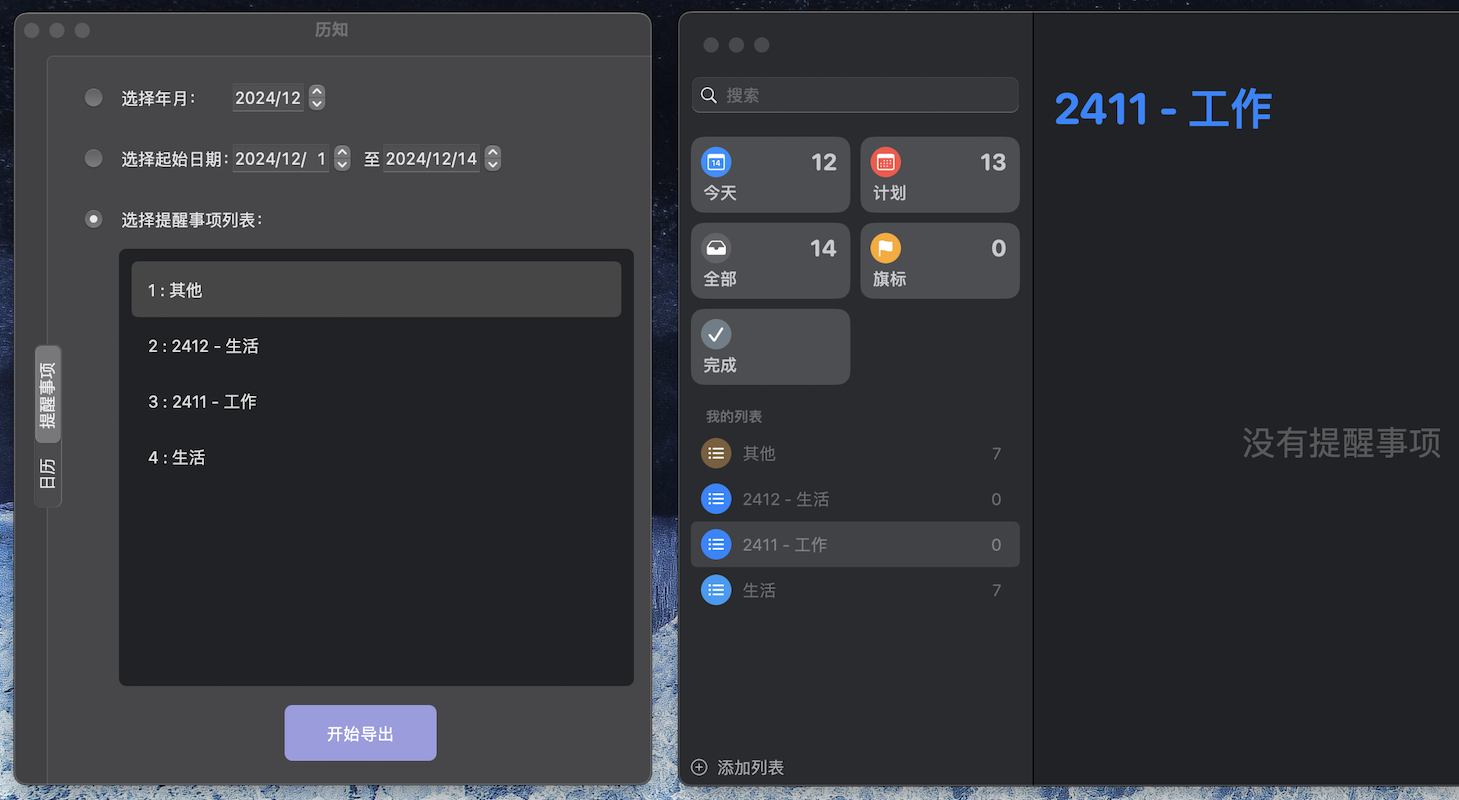 历知
选择年月： 2024/12
选择起始日期： 2024/12/ 1 至 2024/12/14
选择提醒事项列表：
1 : 其他
2 : 2412 - 生活
3 : 2411 - 工作
4 : 生活
提醒事项
日历
开始导出
搜索
14 12
今天
13
计划
14
全部
0
旗标
完成
我的列表
其他 7
2412 - 生活 0
2411 - 工作 0
生活 7
添加列表
2411 - 工作
没有提醒事项